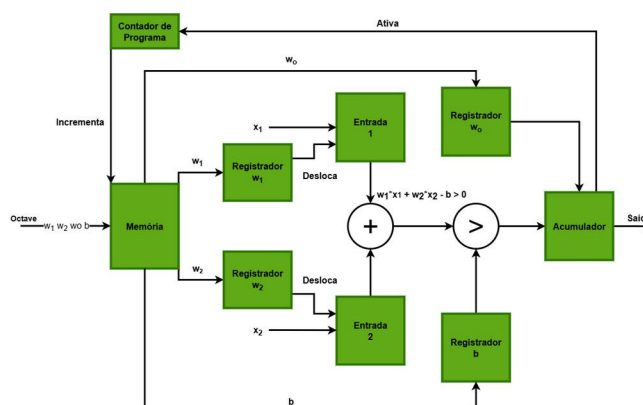 Contador de
Programa
Ativa
w₀
Incrementa
Registrador
w₀
x₁
Entrada
1
w₁
Registrador
w₁
Desloca
w₁*x₁ + w₂*x₂ - b > 0
Octave
w₁ w₂ wo b
Memória
+
>
Acumulador
w₂
Registrador
w₂
Desloca
Entrada
2
x₂
Registrador
b
b